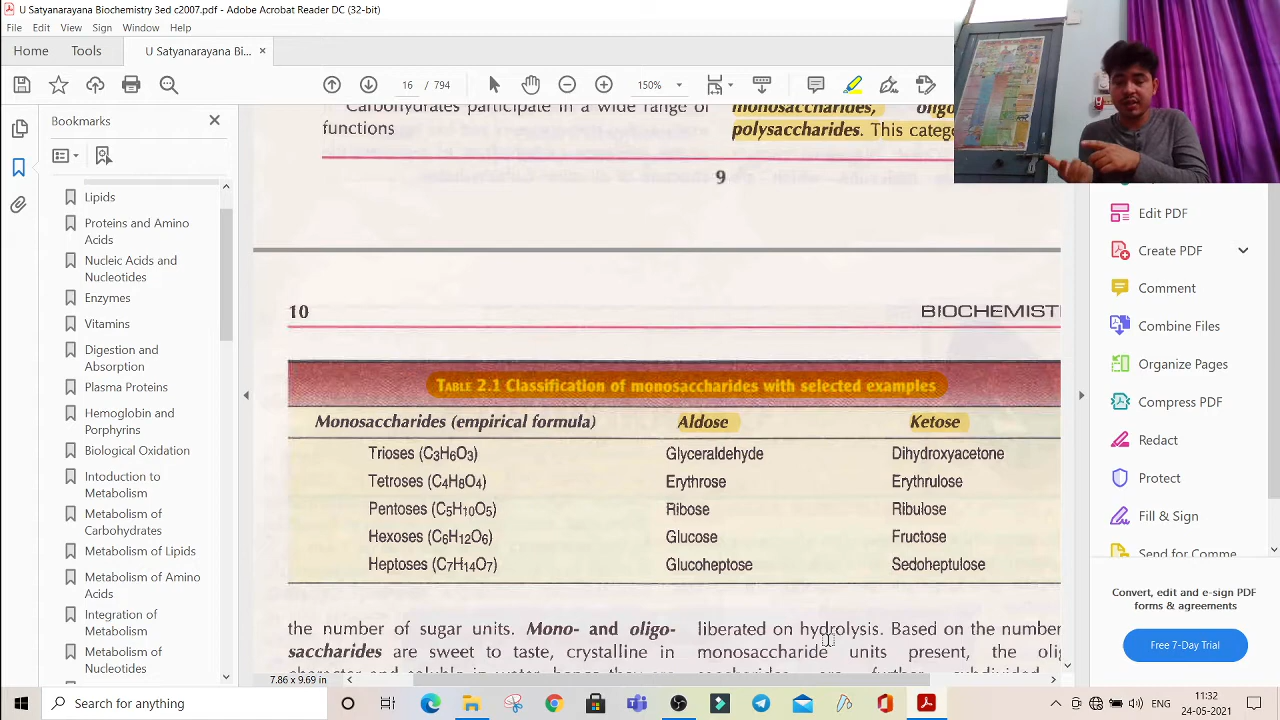 U Satyanarayana Biochemistry 3ed c2007.pdf - Adobe Acrobat Reader DC (32-bit)
File Edit View Sign Window Help
Home Tools U Satyanarayana Bi... ×
16 / 794 150%
Bookmarks
Lipids
Proteins and Amino
Acids
Nucleic Acids and
Nucleotides
Enzymes
Vitamins
Digestion and
Absorption
Plasma Proteins
Hemoglobin and
Porphyrins
Biological Oxidation
Intoduction to
Metabolism
Metabolism of
Carbohydrates
Metabolism of Lipids
Metabolism of Amino
Acids
Integration of
Metabolism
Metabolism of
Nucleotides
Carbohydrates participate in a wide range of
functions
monosaccharides, oligo
polysaccharides. This categ
9
10 BIOCHEMIST
TABLE 2.1 Classification of monosaccharides with selected examples
Monosaccharides (empirical formula) Aldose Ketose
Trioses (C3H6O3) Glyceraldehyde Dihydroxyacetone
Tetroses (C4H8O4) Erythrose Erythrulose
Pentoses (C5H10O5) Ribose Ribulose
Hexoses (C6H12O6) Glucose Fructose
Heptoses (C7H14O7) Glucoheptose Sedoheptulose
the number of sugar units. Mono- and oligo-
saccharides are sweet to taste, crystalline in
liberated on hydrolysis. Based on the number
monosaccharide units present, the olig
7.86 x 9.69 in
Edit PDF
Create PDF
Comment
Combine Files
Organize Pages
Compress PDF
Redact
Protect
Fill & Sign
Send for Comme
Convert, edit and e-sign PDF
forms & agreements
Free 7-Day Trial
Type here to search
ENG
11:32
24-05-2021